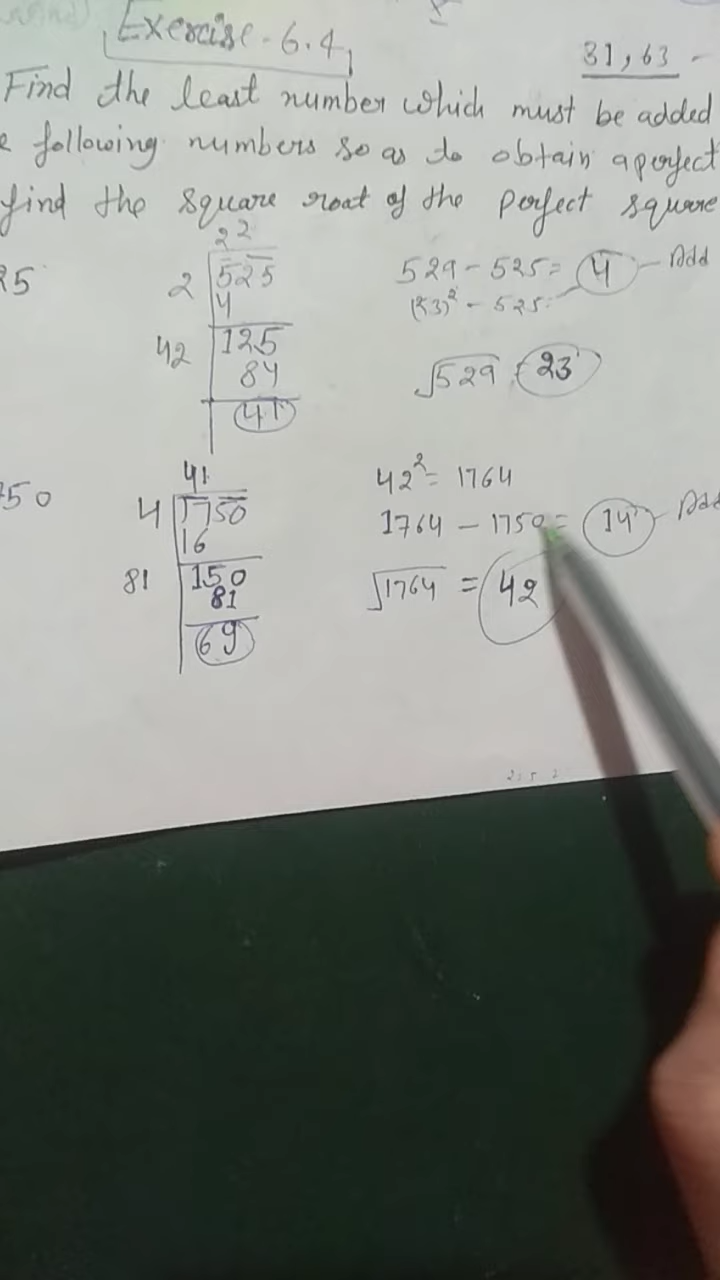 Exercise-6.4
31,63 -
Find the least number which must be added
e following numbers so as to obtain a perfect
find the square root of the perfect square
25
22
2 525
4
42 125
84
41
529 - 525 = 4 - Add
(23)² - 525
√529 = 23
750
41
4 1750
16
81 150
81
69
42² = 1764
1764 - 1750 = 14 - Add
√1764 = 42